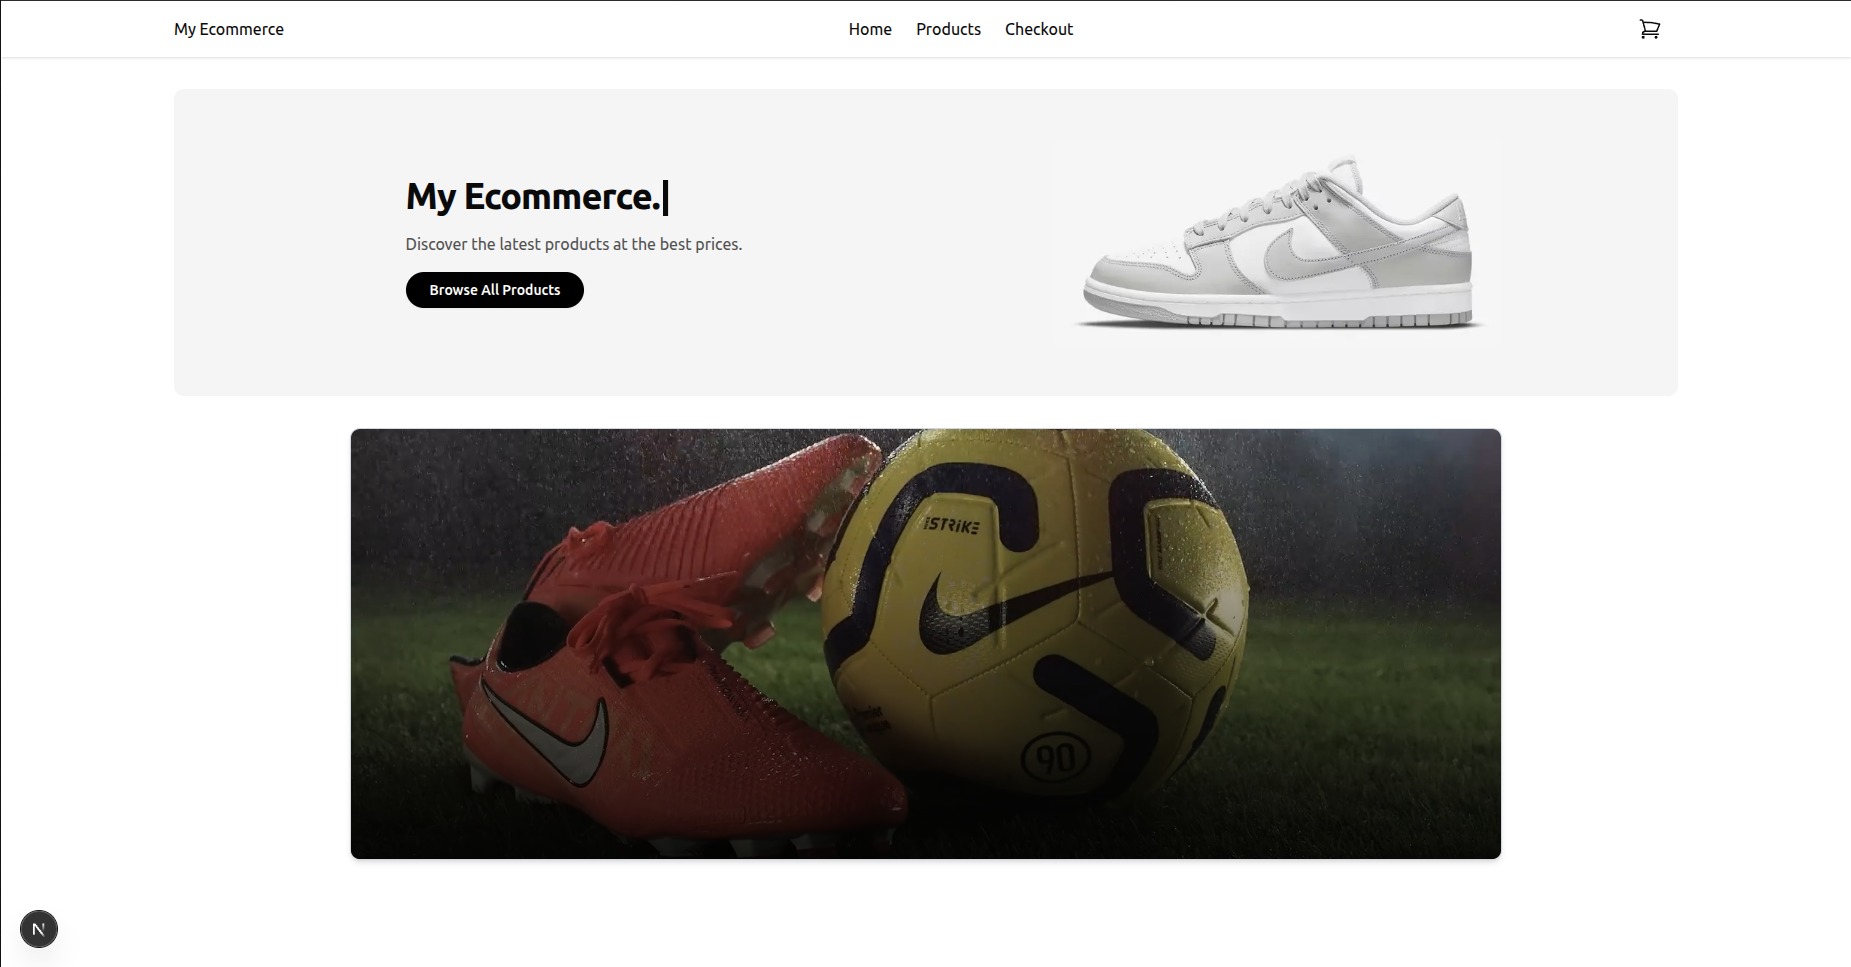 My Ecommerce
Home Products Checkout
My Ecommerce.
Discover the latest products at the best prices.
Browse All Products
STRIKE
90
N